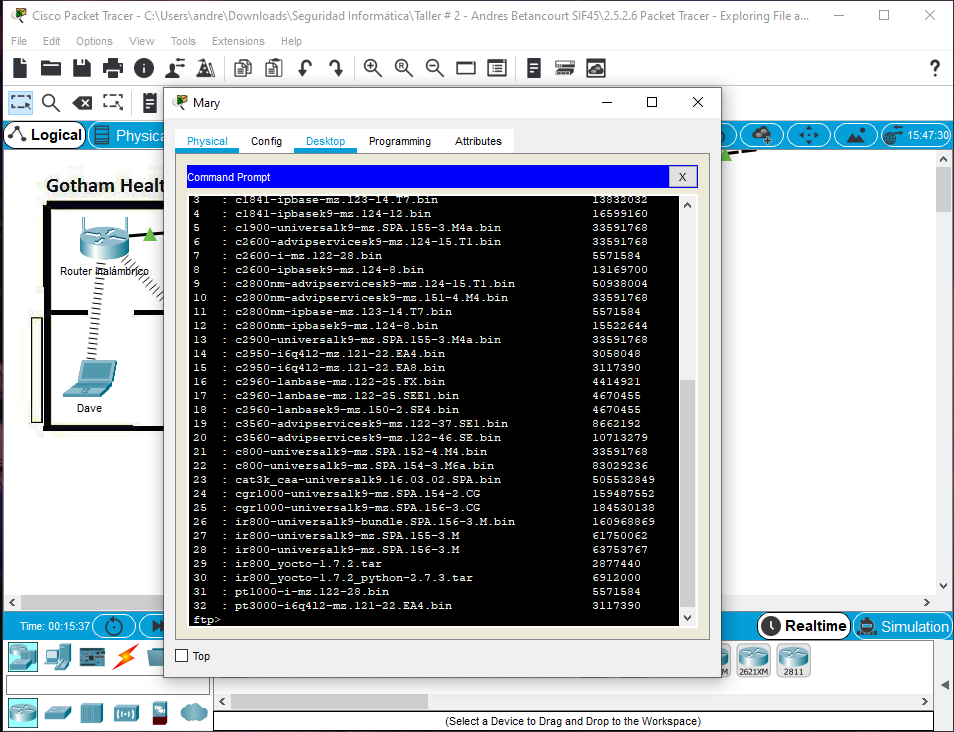 Cisco Packet Tracer - C:\Users\andre\Downloads\Seguridad Informática\Taller # 2 - Andres Betancourt SIF45\2.5.2.6 Packet Tracer - Exploring File a...
File Edit Options View Tools Extensions Help
Mary
Logical
Physica
15:47:30
Physical Config Desktop Programming Attributes
Command Prompt
X
Gotham Healt
Router inalámbrico
Dave
3 : c1841-ipbase-mz.123-14.T7.bin 13832032
4 : c1841-ipbasek9-mz.124-12.bin 16599160
5 : c1900-universalk9-mz.SPA.155-3.M4a.bin 33591768
6 : c2600-advipservicesk9-mz.124-15.T1.bin 33591768
7 : c2600-i-mz.122-28.bin 5571584
8 : c2600-ipbasek9-mz.124-8.bin 13169700
9 : c2800nm-advipservicesk9-mz.124-15.T1.bin 50938004
10 : c2800nm-advipservicesk9-mz.151-4.M4.bin 33591768
11 : c2800nm-ipbase-mz.123-14.T7.bin 5571584
12 : c2800nm-ipbasek9-mz.124-8.bin 15522644
13 : c2900-universalk9-mz.SPA.155-3.M4a.bin 33591768
14 : c2950-i6q4l2-mz.121-22.EA4.bin 3058048
15 : c2950-i6q4l2-mz.121-22.EA8.bin 3117390
16 : c2960-lanbase-mz.122-25.FX.bin 4414921
17 : c2960-lanbase-mz.122-25.SEE1.bin 4670455
18 : c2960-lanbasek9-mz.150-2.SE4.bin 4670455
19 : c3560-advipservicesk9-mz.122-37.SE1.bin 8662192
20 : c3560-advipservicesk9-mz.122-46.SE.bin 10713279
21 : c800-universalk9-mz.SPA.152-4.M4.bin 33591768
22 : c800-universalk9-mz.SPA.154-3.M6a.bin 83029236
23 : cat3k_caa-universalk9.16.03.02.SPA.bin 505532849
24 : cgr1000-universalk9-mz.SPA.154-2.CG 159487552
25 : cgr1000-universalk9-mz.SPA.156-3.CG 184530138
26 : ir800-universalk9-bundle.SPA.156-3.M.bin 160968869
27 : ir800-universalk9-mz.SPA.155-3.M 61750062
28 : ir800-universalk9-mz.SPA.156-3.M 63753767
29 : ir800_yocto-1.7.2.tar 2877440
30 : ir800_yocto-1.7.2_python-2.7.3.tar 6912000
31 : pt1000-i-mz.122-28.bin 5571584
32 : pt3000-i6q4l2-mz.121-22.EA4.bin 3117390
ftp>
Time: 00:15:37
Realtime
Simulation
Top
M
2621XM
2811
(Select a Device to Drag and Drop to the Workspace)